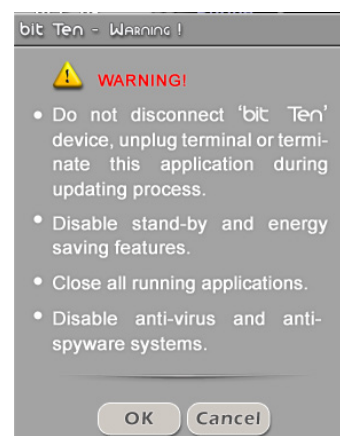 bit Ten - Warning !
WARNING!
• Do not disconnect 'bit Ten'
device, unplug terminal or termi-
nate this application during
updating process.
• Disable stand-by and energy
saving features.
• Close all running applications.
• Disable anti-virus and anti-
spyware systems.
OK Cancel